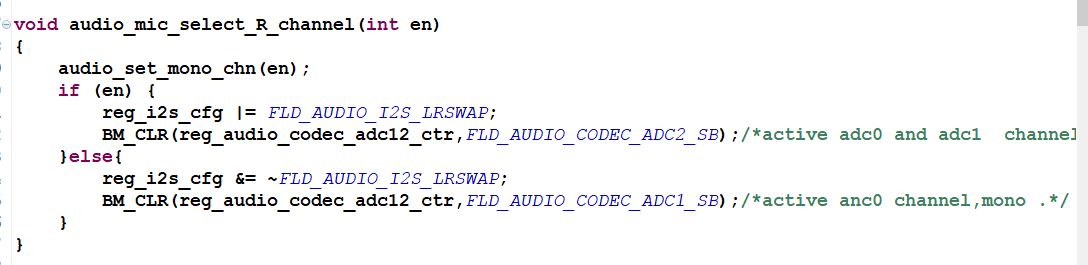 void audio_mic_select_R_channel(int en)
{
audio_set_mono_chn(en);
if (en) {
reg_i2s_cfg |= FLD_AUDIO_I2S_LRSWAP;
BM_CLR(reg_audio_codec_adc12_ctr,FLD_AUDIO_CODEC_ADC2_SB);/*active adc0 and adc1  channel
}else{
reg_i2s_cfg &= ~FLD_AUDIO_I2S_LRSWAP;
BM_CLR(reg_audio_codec_adc12_ctr,FLD_AUDIO_CODEC_ADC1_SB);/*active anc0 channel,mono .*/
}
}